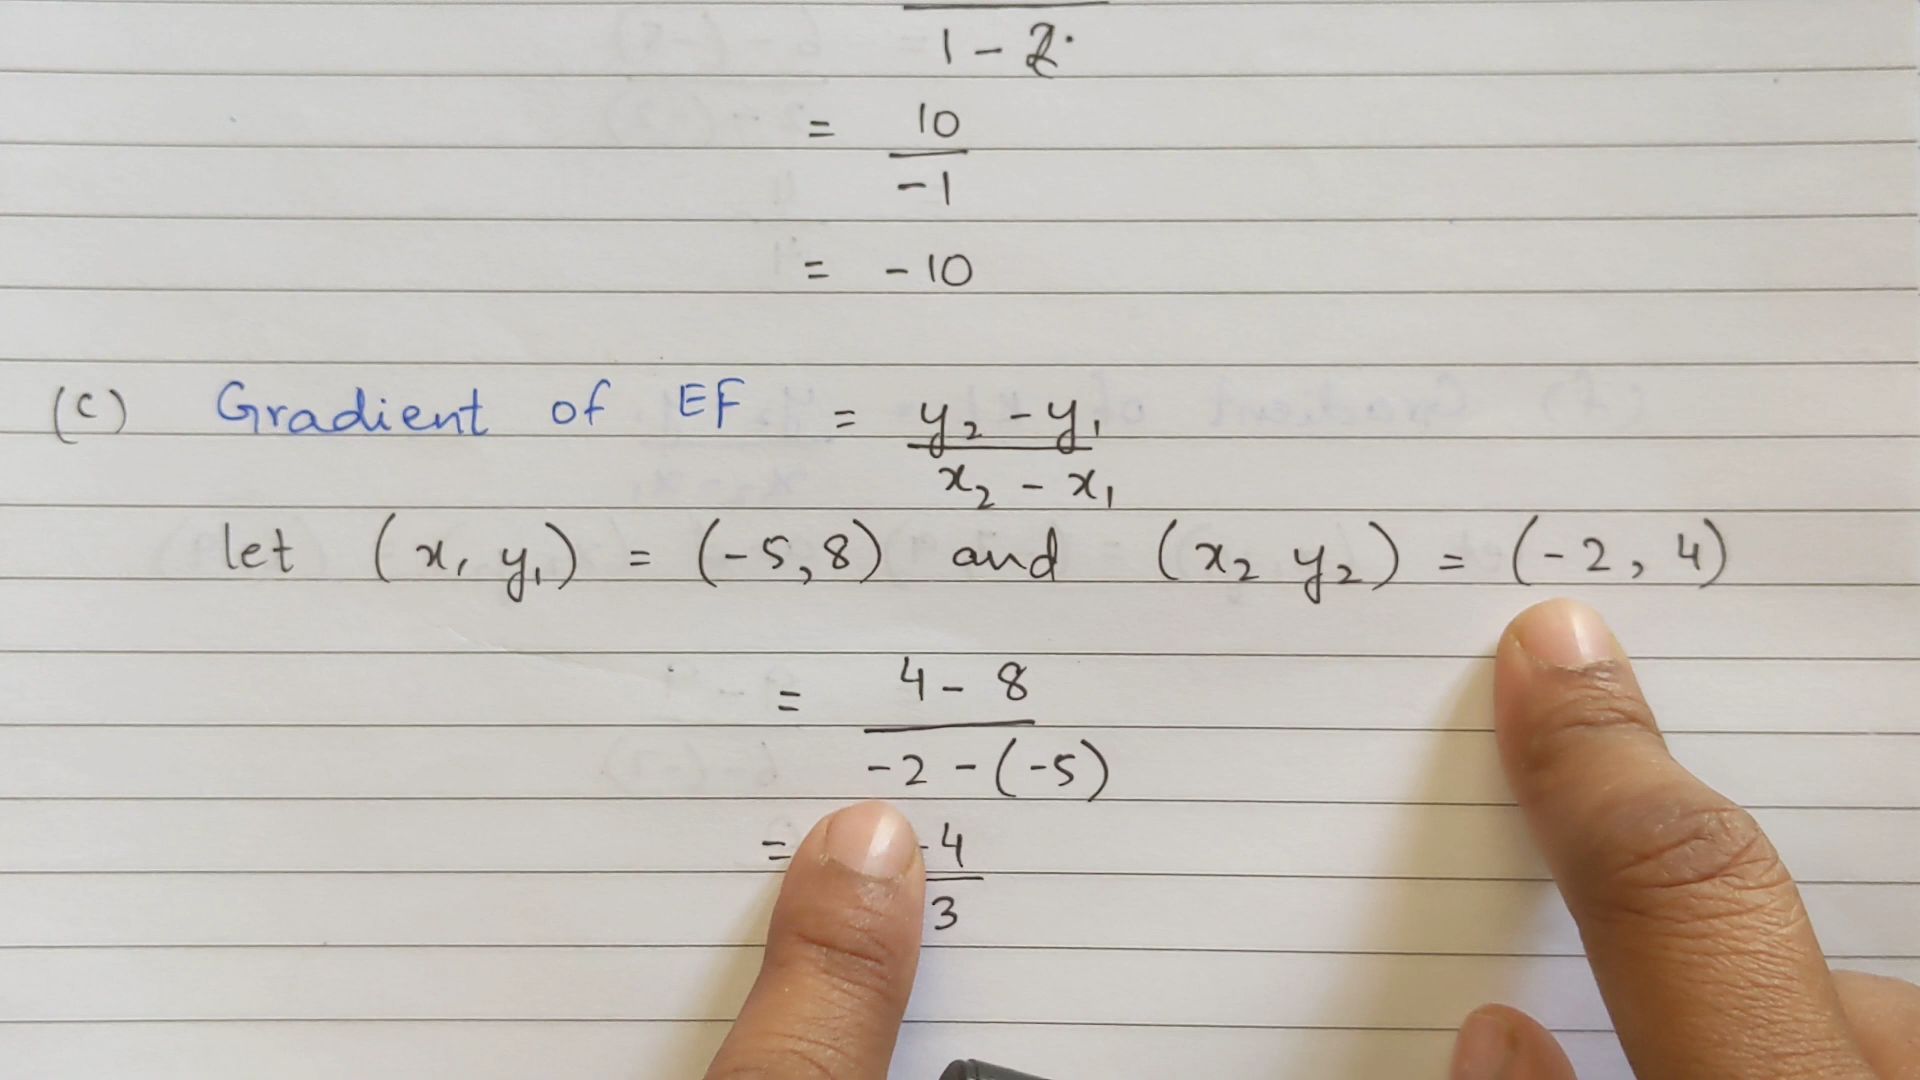 1 - 2.
= 10
-1
= -10
(c) Gradient of EF = y₂ - y₁
x₂ - x₁
let (x₁ y₁) = (-5, 8) and (x₂ y₂) = (-2, 4)
= 4 - 8
-2 - (-5)
= -4
3